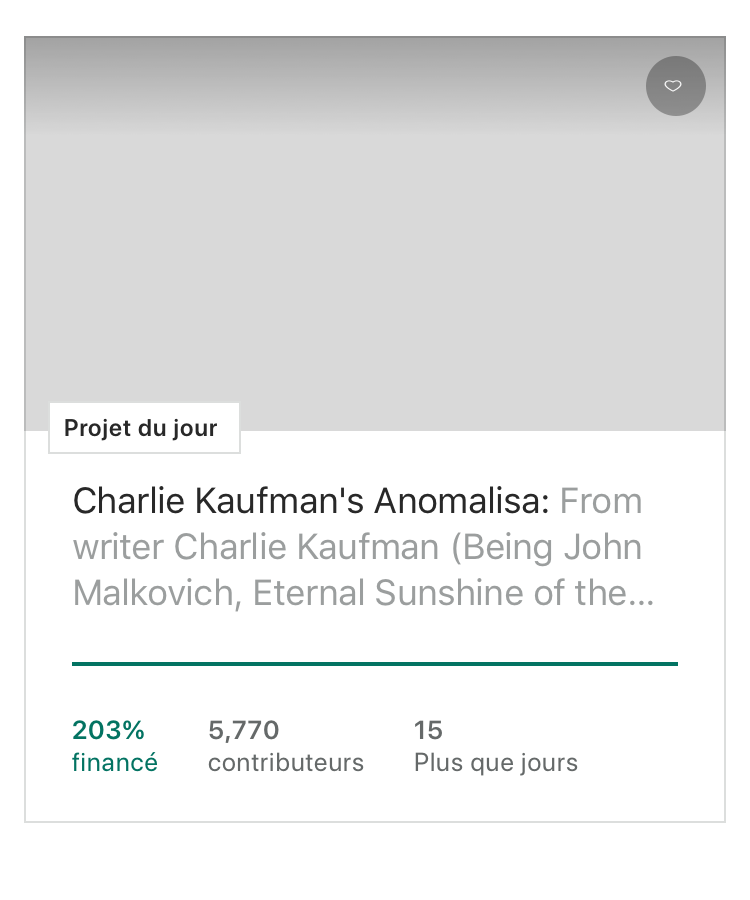 Projet du jour
Charlie Kaufman's Anomalisa: From
writer Charlie Kaufman (Being John
Malkovich, Eternal Sunshine of the...
203% 5,770 15
financé contributeurs Plus que jours